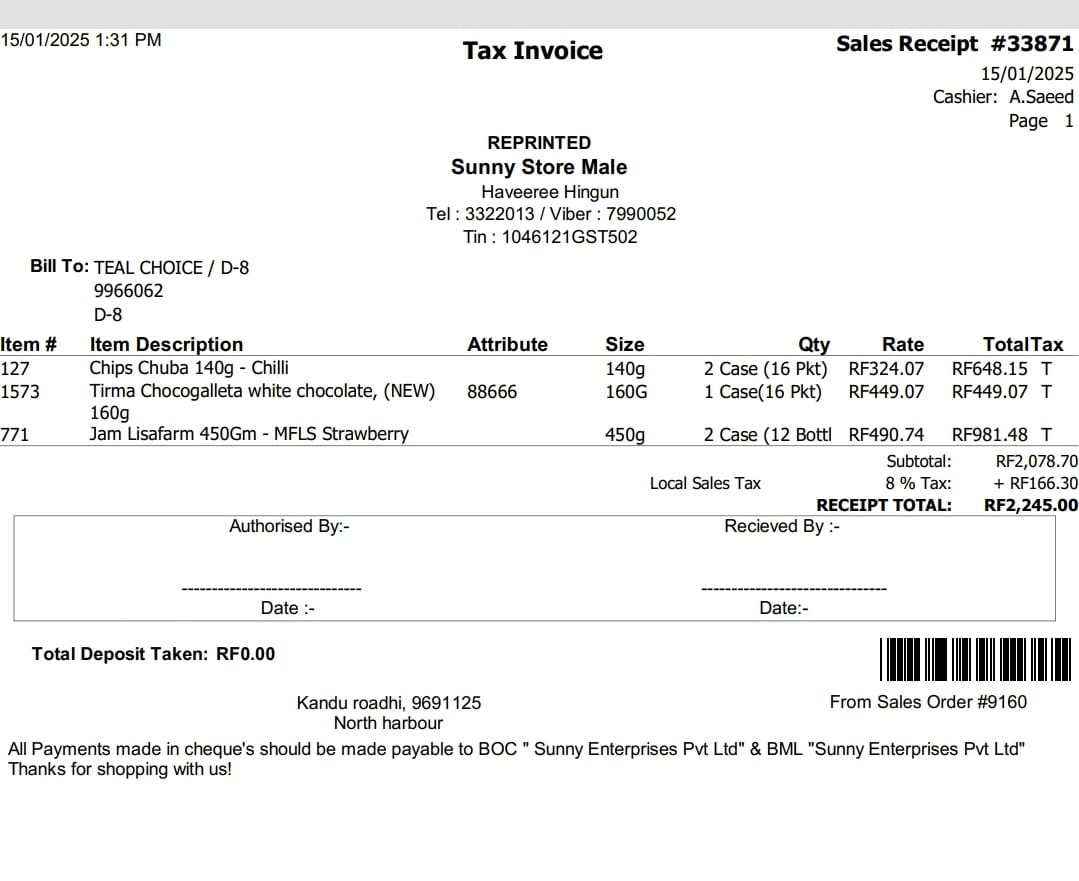 15/01/2025 1:31 PM
Tax Invoice
Sales Receipt #33871
15/01/2025
Cashier: A.Saeed
Page 1
REPRINTED
Sunny Store Male
Haveeree Hingun
Tel : 3322013 / Viber : 7990052
Tin : 1046121GST502
Bill To: TEAL CHOICE / D-8
9966062
D-8
Item # Item Description Attribute Size Qty Rate TotalTax
127 Chips Chuba 140g - Chilli 140g 2 Case (16 Pkt) RF324.07 RF648.15 T
1573 Tirma Chocogalleta white chocolate, (NEW) 88666 160G 1 Case(16 Pkt) RF449.07 RF449.07 T
160g
771 Jam Lisafarm 450Gm - MFLS Strawberry 450g 2 Case (12 Bottl RF490.74 RF981.48 T
Subtotal: RF2,078.70
Local Sales Tax 8 % Tax: + RF166.30
RECEIPT TOTAL: RF2,245.00
Authorised By:- Recieved By :-
------------------------------ -------------------------------
Date :- Date:-
Total Deposit Taken: RF0.00
Kandu roadhi, 9691125 From Sales Order #9160
North harbour
All Payments made in cheque's should be made payable to BOC " Sunny Enterprises Pvt Ltd" & BML "Sunny Enterprises Pvt Ltd"
Thanks for shopping with us!